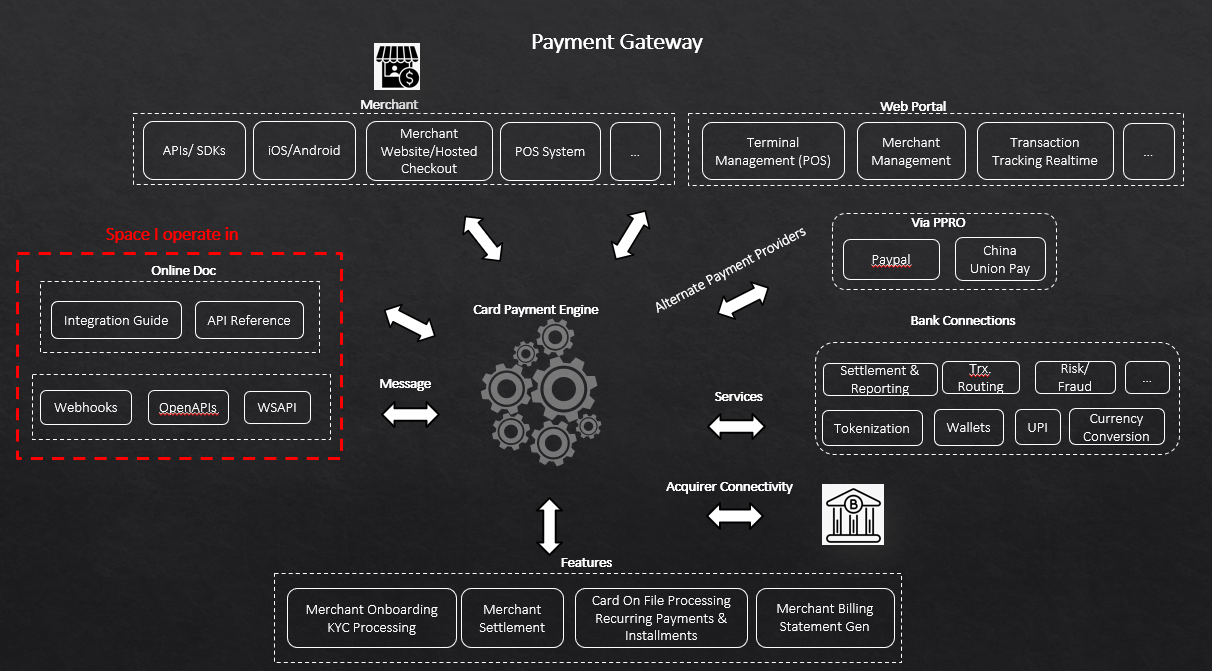 Payment Gateway
Merchant
APIs/ SDKs
iOS/Android
Merchant
Website/Hosted
Checkout
POS System
...
Web Portal
Terminal
Management (POS)
Merchant
Management
Transaction
Tracking Realtime
...
Space I operate in
Online Doc
Integration Guide
API Reference
Webhooks
OpenAPIs
WSAPI
Message
Card Payment Engine
Alternate Payment Providers
Via PPRO
Paypal
China
Union Pay
Bank Connections
Settlement &
Reporting
Trx.
Routing
Risk/
Fraud
...
Tokenization
Wallets
UPI
Currency
Conversion
Services
Acquirer Connectivity
B
Features
Merchant Onboarding
KYC Processing
Merchant
Settlement
Card On File Processing
Recurring Payments &
Installments
Merchant Billing
Statement Gen